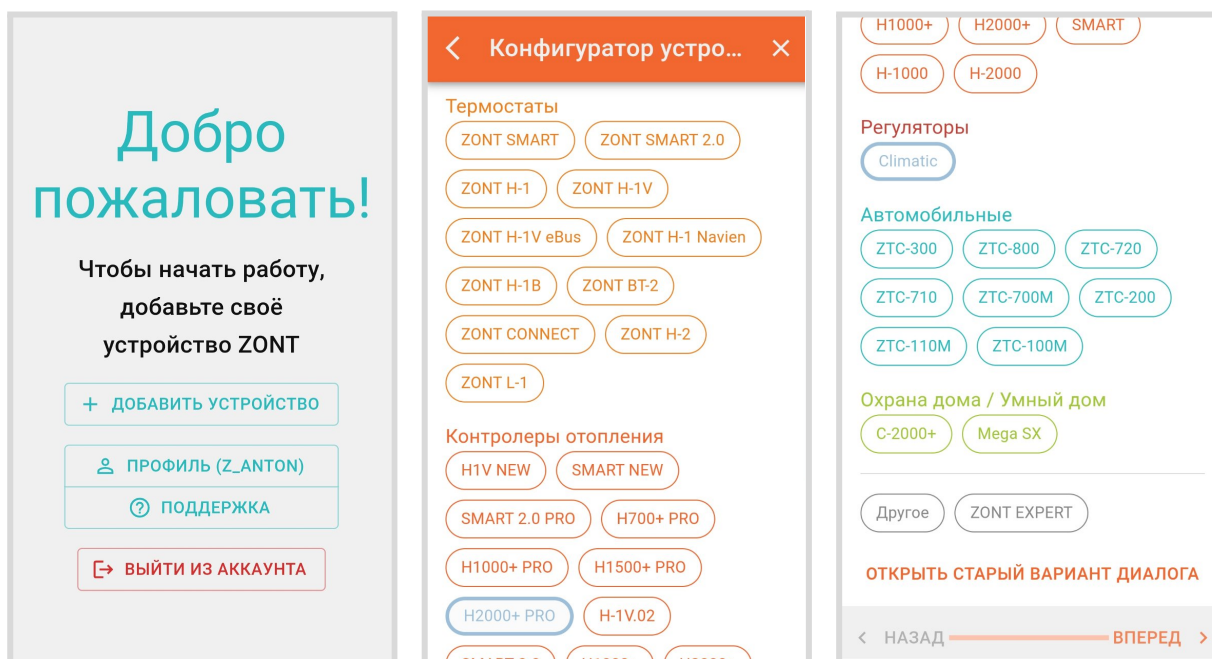 Добро
пожаловать!
Чтобы начать работу,
добавьте своё
устройство ZONT
+ ДОБАВИТЬ УСТРОЙСТВО
ПРОФИЛЬ (Z_ANTON)
ПОДДЕРЖКА
ВЫЙТИ ИЗ АККАУНТА
Конфигуратор устро...
Термостаты
ZONT SMART ZONT SMART 2.0
ZONT H-1 ZONT H-1V
ZONT H-1V eBus ZONT H-1 Navien
ZONT H-1B ZONT BT-2
ZONT CONNECT ZONT H-2
ZONT L-1
Контролеры отопления
H1V NEW SMART NEW
SMART 2.0 PRO H700+ PRO
H1000+ PRO H1500+ PRO
H2000+ PRO H-1V.02
H1000+ H2000+ SMART
H-1000 H-2000
Регуляторы
Climatic
Автомобильные
ZTC-300 ZTC-800 ZTC-720
ZTC-710 ZTC-700M ZTC-200
ZTC-110M ZTC-100M
Охрана дома / Умный дом
C-2000+ Mega SX
Другое ZONT EXPERT
ОТКРЫТЬ СТАРЫЙ ВАРИАНТ ДИАЛОГА
НАЗАД ВПЕРЕД